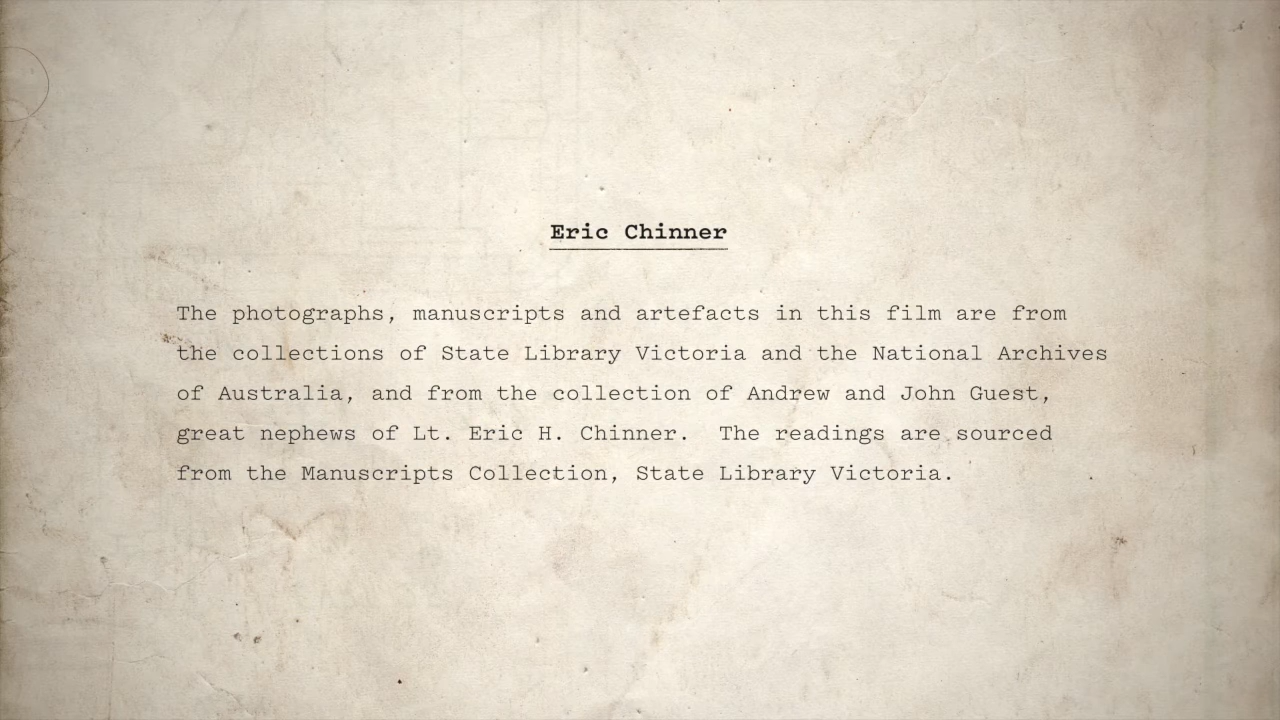 Eric Chinner
The photographs, manuscripts and artefacts in this film are from
the collections of State Library Victoria and the National Archives
of Australia, and from the collection of Andrew and John Guest,
great nephews of Lt. Eric H. Chinner.  The readings are sourced
from the Manuscripts Collection, State Library Victoria.